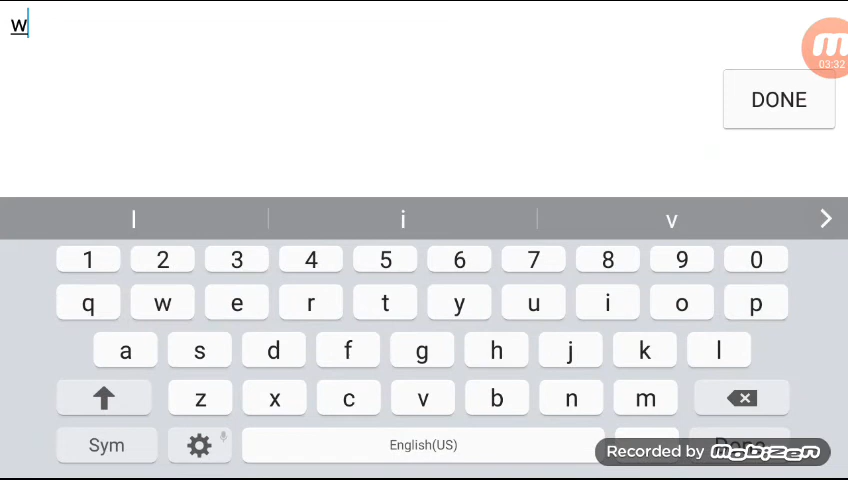 w
03:32
DONE
l i v
1 2 3 4 5 6 7 8 9 0
q w e r t y u i o p
a s d f g h j k l
z x c v b n m
Sym English(US) Done
Recorded by mobizen